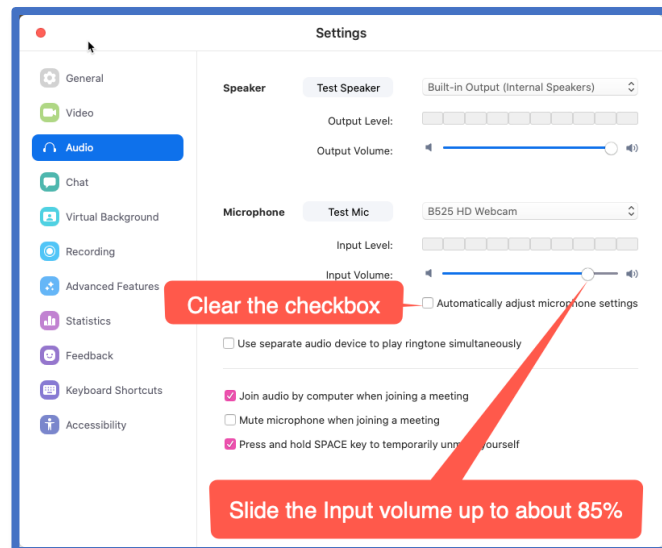 Settings
General
Video
Audio
Chat
Virtual Background
Recording
Advanced Features
Statistics
Feedback
Keyboard Shortcuts
Accessibility
Speaker Test Speaker Built-in Output (Internal Speakers)
Output Level:
Output Volume:
Microphone Test Mic B525 HD Webcam
Input Level:
Input Volume:
Clear the checkbox
Automatically adjust microphone settings
Use separate audio device to play ringtone simultaneously
Join audio by computer when joining a meeting
Mute microphone when joining a meeting
Press and hold SPACE key to temporarily unm yourself
Slide the Input volume up to about 85%